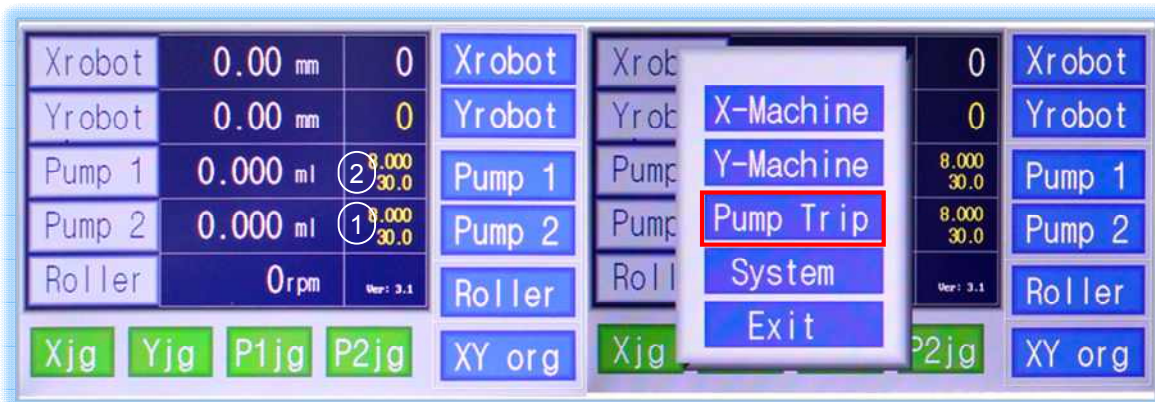 Xrobot 0.00 mm 0 Xrobot
Yrobot 0.00 mm 0 Yrobot
Pump 1 0.000 ml ② 8.000 30.0 Pump 1
Pump 2 0.000 ml ① 8.000 30.0 Pump 2
Roller 0rpm Ver: 3.1 Roller
Xjg Yjg P1jg P2jg XY org
Xrob 0 Xrobot
X-Machine
Yrob 0 Yrobot
Y-Machine
Pump 8.000 30.0 Pump 1
Pump Trip
Pump 8.000 30.0 Pump 2
System
Roll Ver: 3.1 Roller
Exit
Xjg P2jg XY org